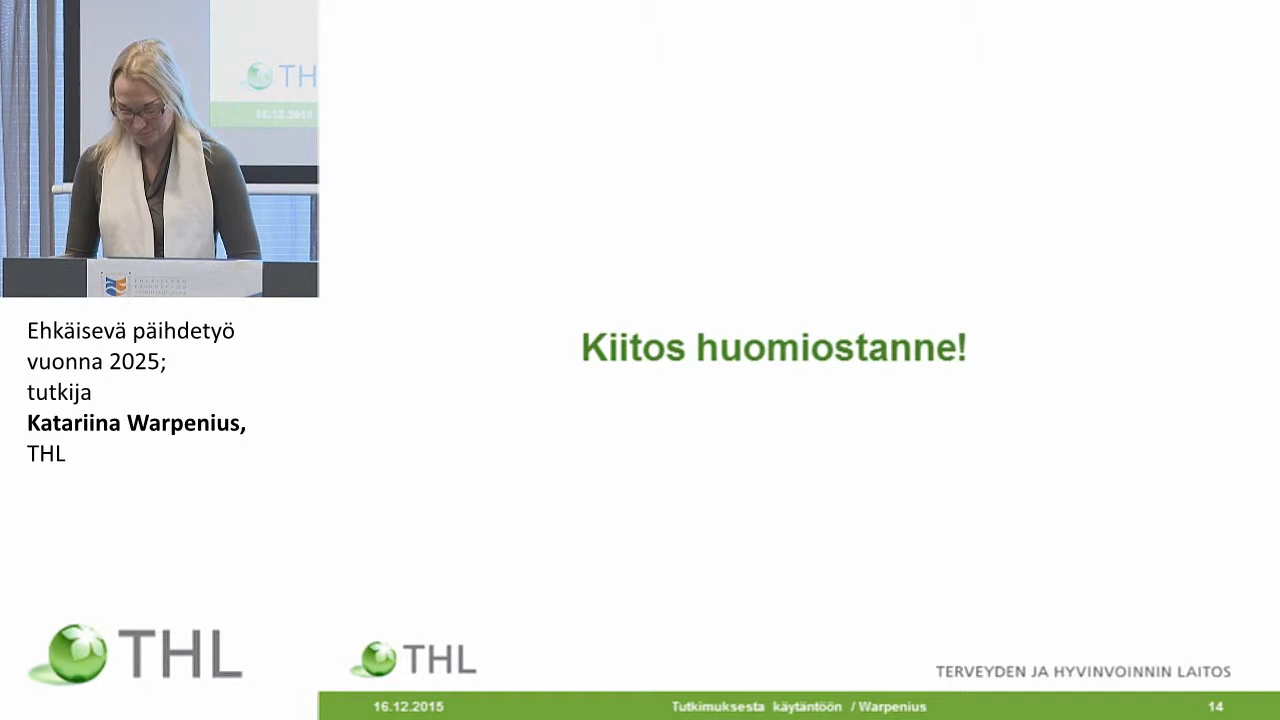 THL
16.12.2015
Ehkäisevä päihdetyö
vuonna 2025;
tutkija
Katariina Warpenius,
THL
THL
Kiitos huomiostanne!
THL
TERVEYDEN JA HYVINVOINNIN LAITOS
16.12.2015
Tutkimuksesta käytäntöön / Warpenius
14